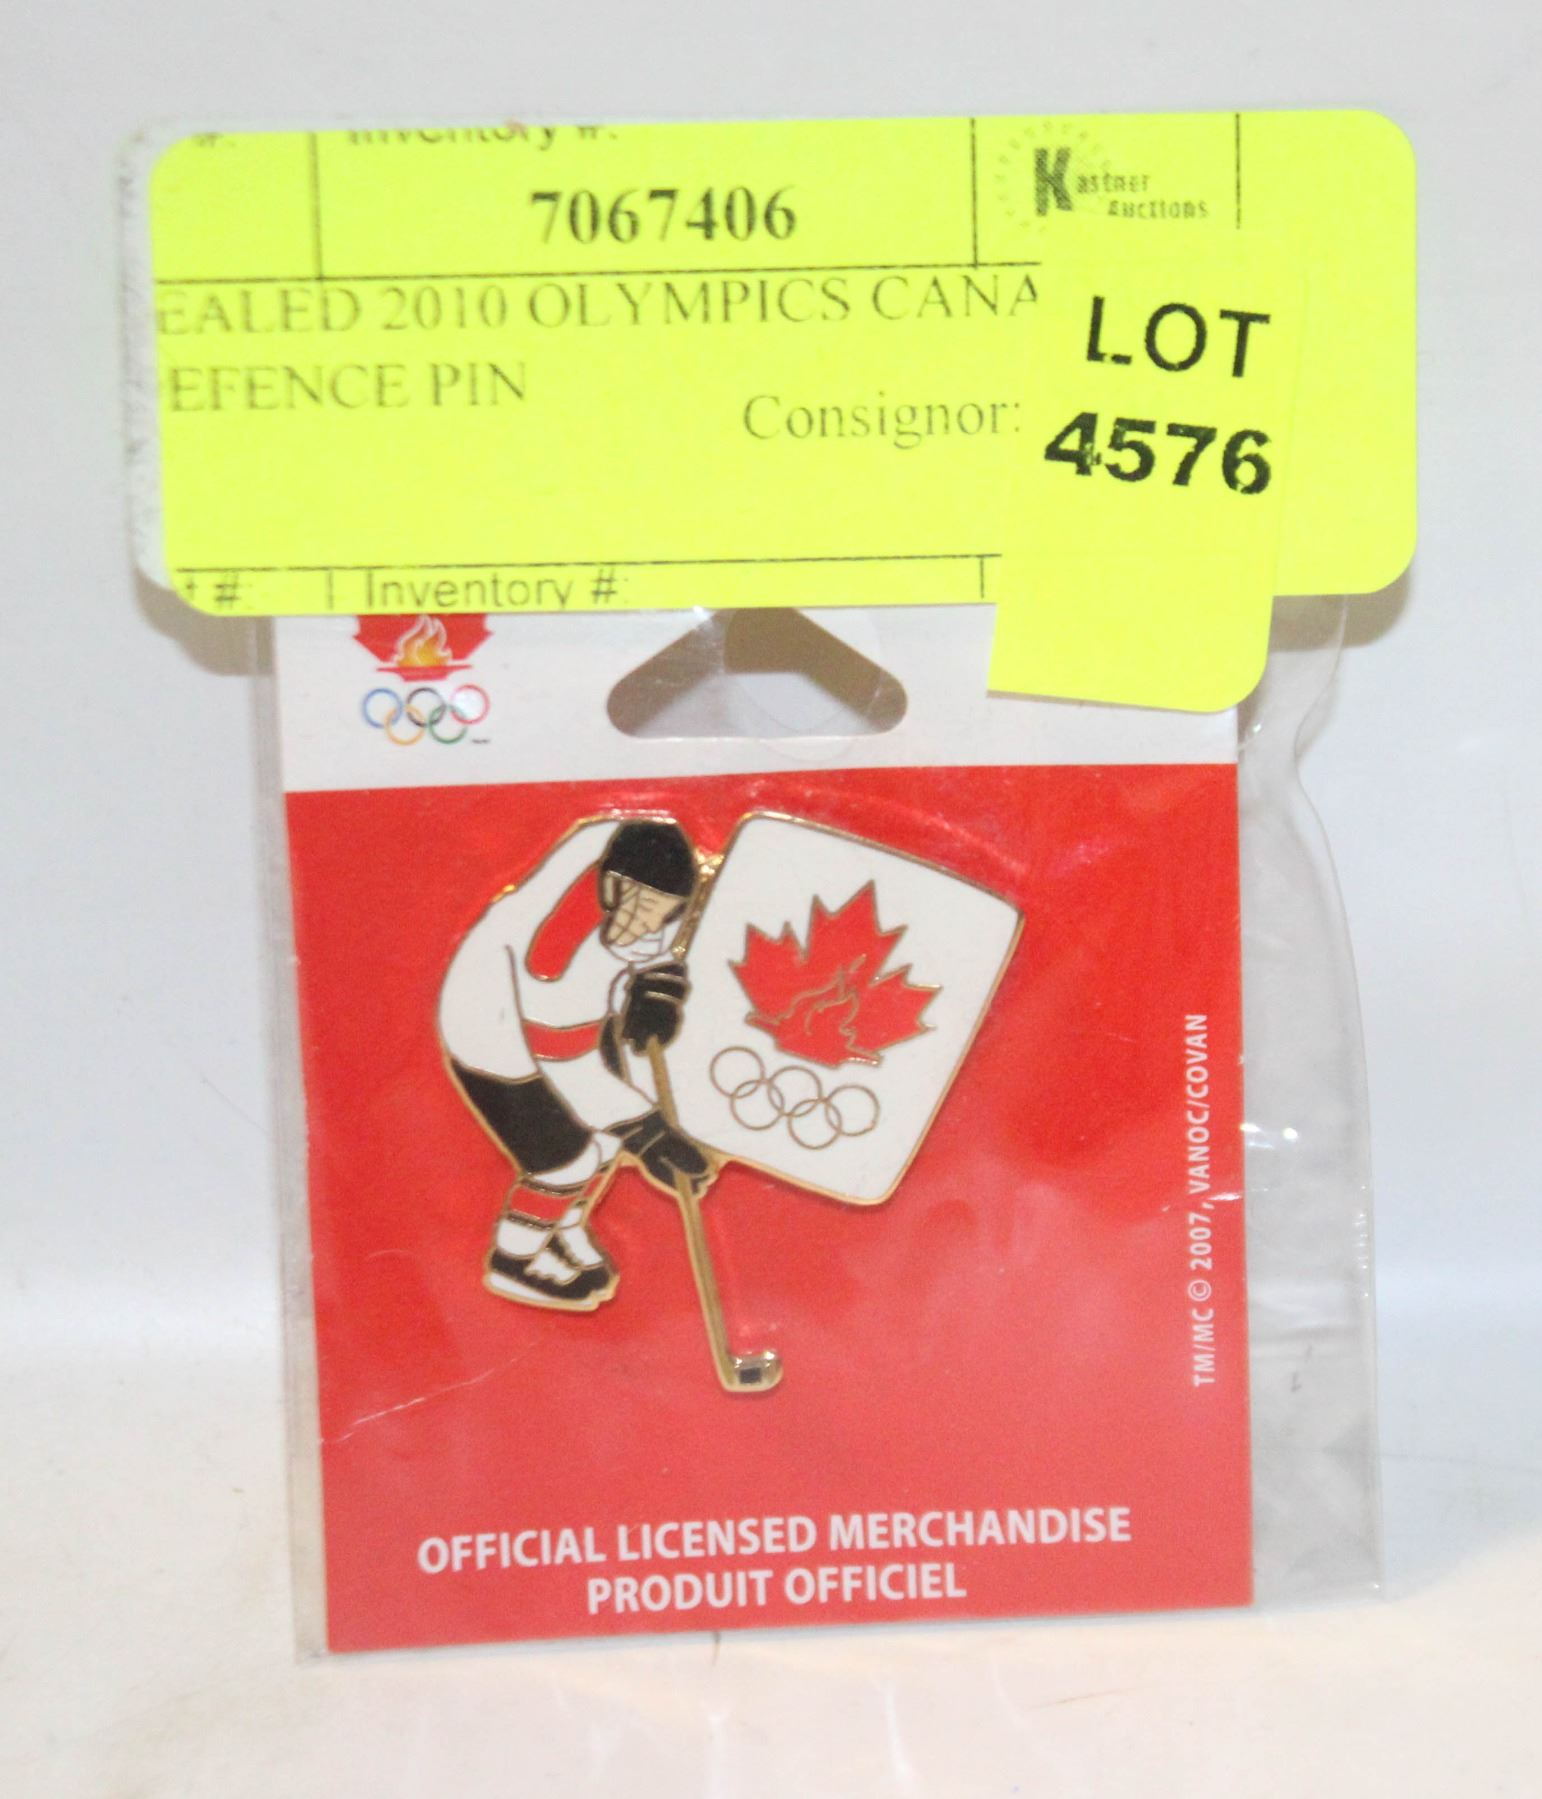 #:
Inventory #:
7067406
Kastner
Auctions
EALED 2010 OLYMPICS CANA
EFENCE PIN
Consignor:
LOT
4576
t #:
Inventory #:
TM/MC © 2007, VANOC/COVAN
OFFICIAL LICENSED MERCHANDISE
PRODUIT OFFICIEL